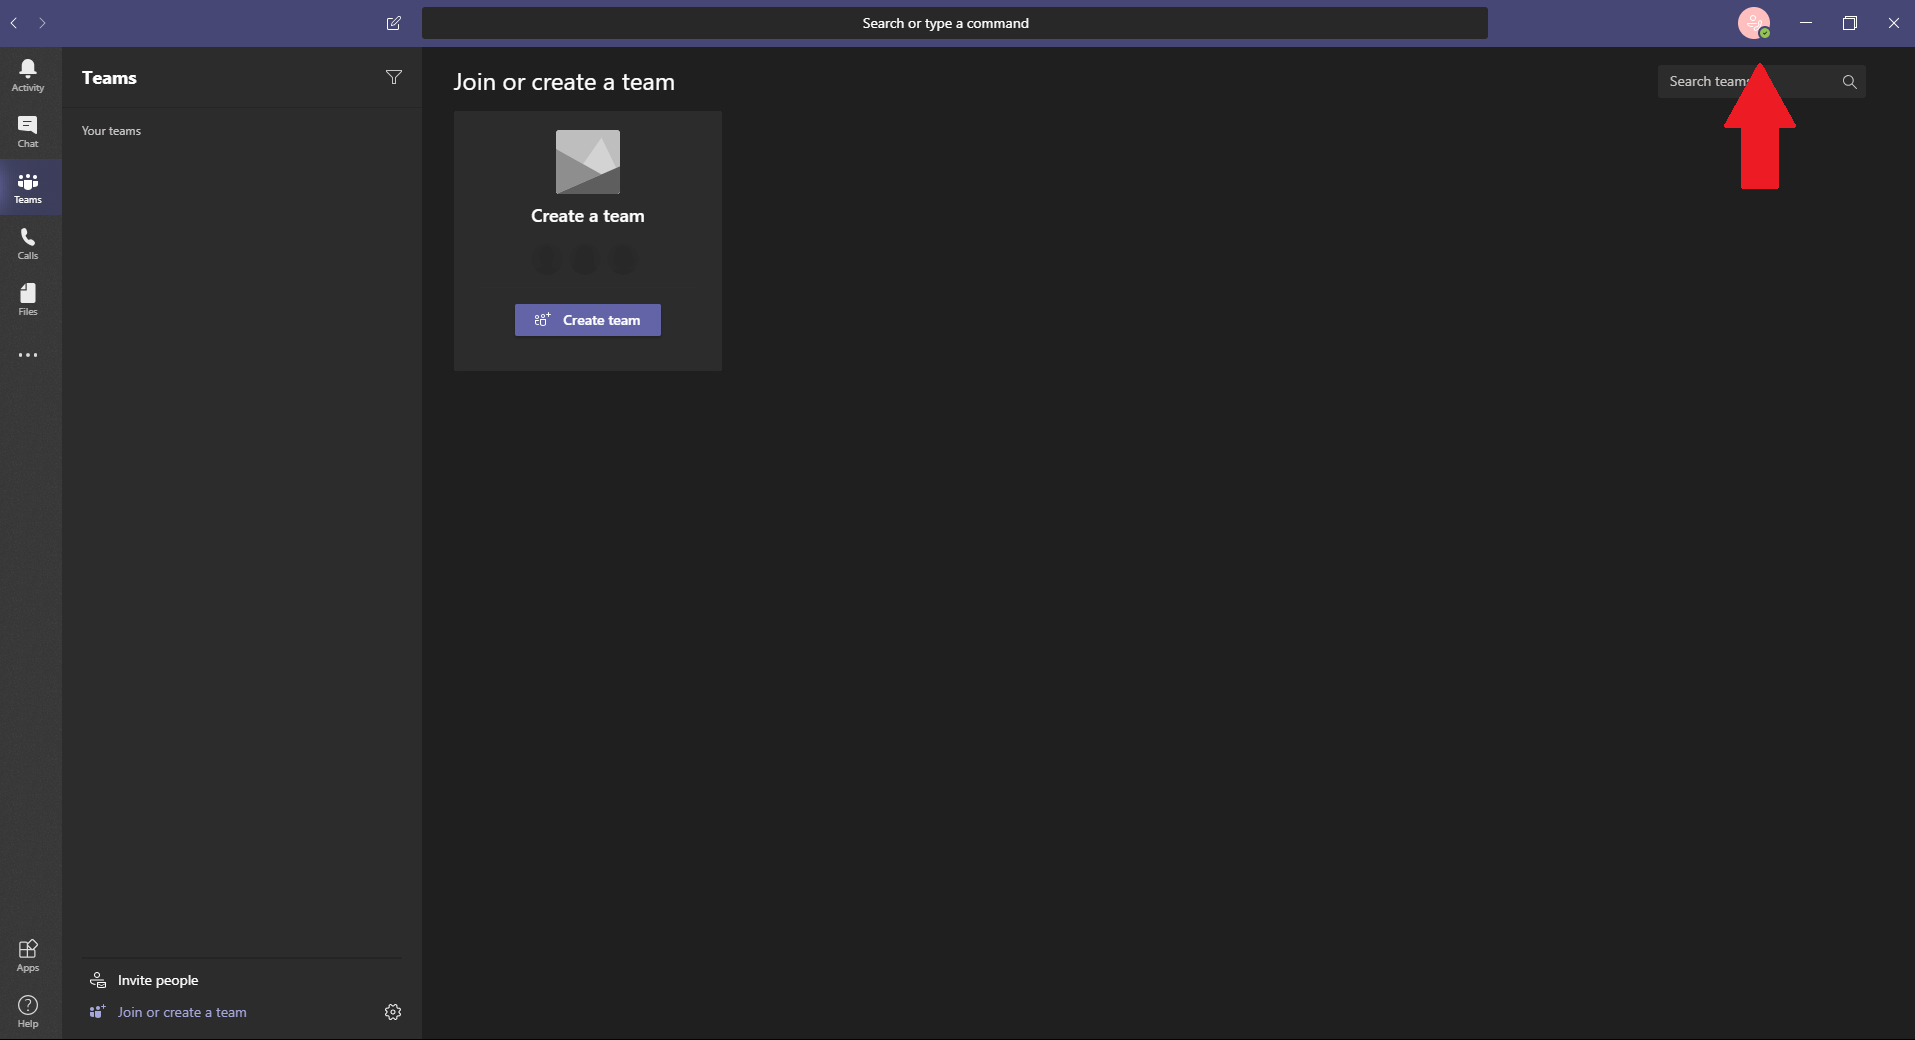 Search or type a command
Activity
Chat
Teams
Calls
Files
Apps
Help
Teams
Your teams
Invite people
Join or create a team
Join or create a team
Create a team
Create team
Search teams